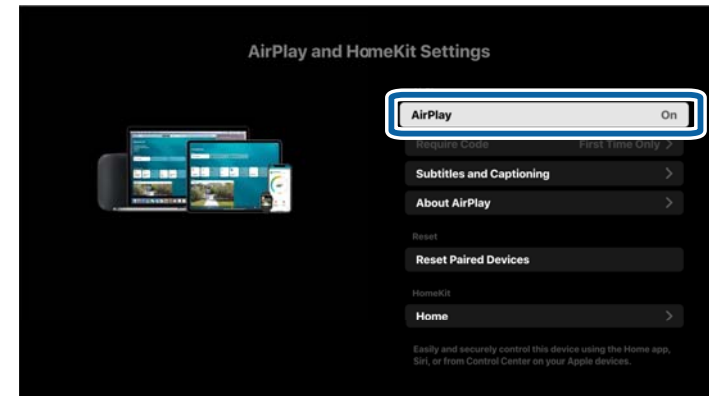 AirPlay and HomeKit Settings
AirPlay On
Require Code First Time Only >
Subtitles and Captioning >
About AirPlay >
Reset
Reset Paired Devices
HomeKit
Home >
Easily and securely control this device using the Home app,
Siri, or from Control Center on your Apple devices.